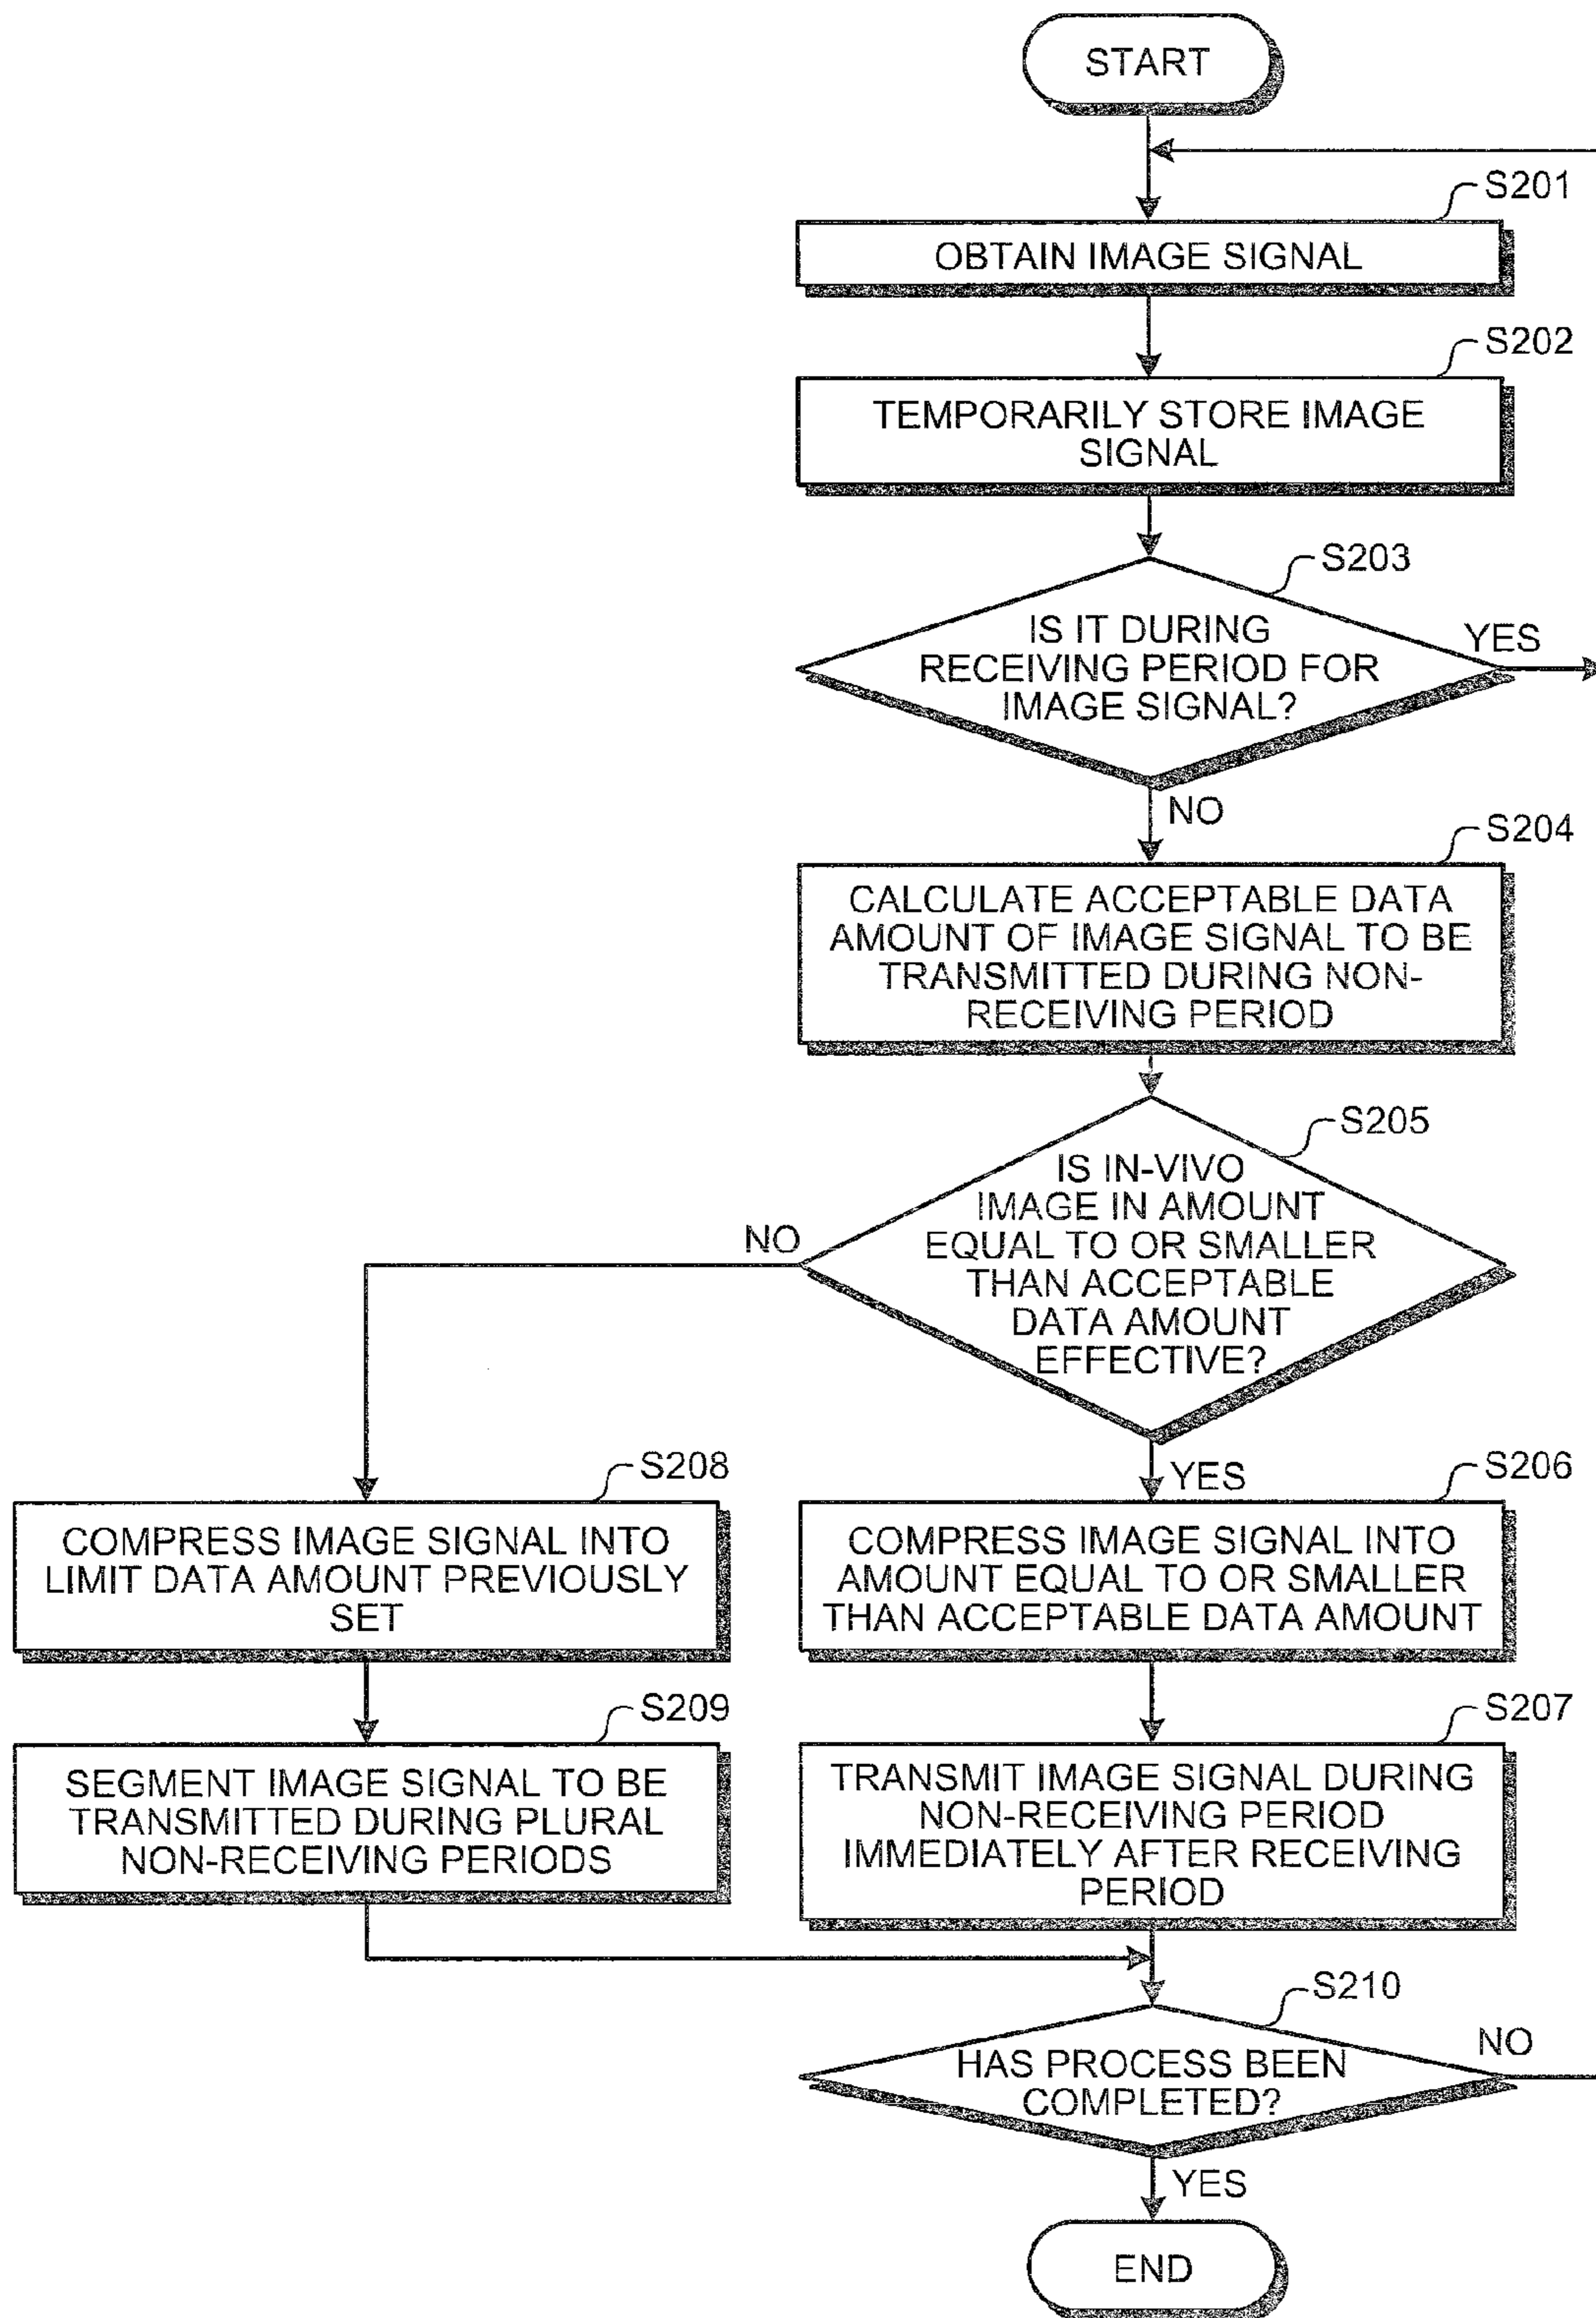 START
S201
OBTAIN IMAGE SIGNAL
S202
TEMPORARILY STORE IMAGE
SIGNAL
S203
IS IT DURING
RECEIVING PERIOD FOR
IMAGE SIGNAL?
YES
NO
S204
CALCULATE ACCEPTABLE DATA
AMOUNT OF IMAGE SIGNAL TO BE
TRANSMITTED DURING NON-
RECEIVING PERIOD
S205
IS IN-VIVO
IMAGE IN AMOUNT
EQUAL TO OR SMALLER
THAN ACCEPTABLE
DATA AMOUNT
EFFECTIVE?
NO
YES
S208
COMPRESS IMAGE SIGNAL INTO
LIMIT DATA AMOUNT PREVIOUSLY
SET
S206
COMPRESS IMAGE SIGNAL INTO
AMOUNT EQUAL TO OR SMALLER
THAN ACCEPTABLE DATA AMOUNT
S209
SEGMENT IMAGE SIGNAL TO BE
TRANSMITTED DURING PLURAL
NON-RECEIVING PERIODS
S207
TRANSMIT IMAGE SIGNAL DURING
NON-RECEIVING PERIOD
IMMEDIATELY AFTER RECEIVING
PERIOD
S210
HAS PROCESS BEEN
COMPLETED?
NO
YES
END